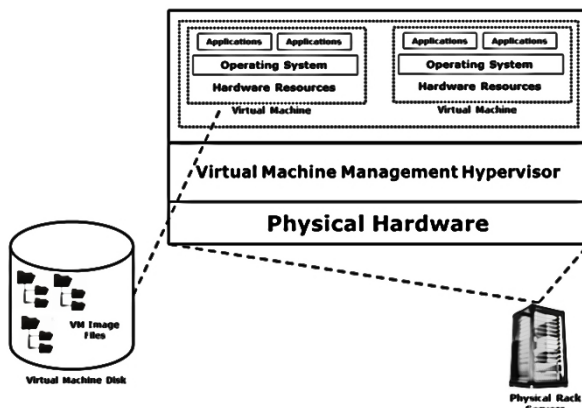 Applications Applications
Operating System
Hardware Resources
Virtual Machine
Applications Applications
Operating System
Hardware Resources
Virtual Machine
Virtual Machine Management Hypervisor
Physical Hardware
VM Image
Files
Virtual Machine Disk
Physical Rack